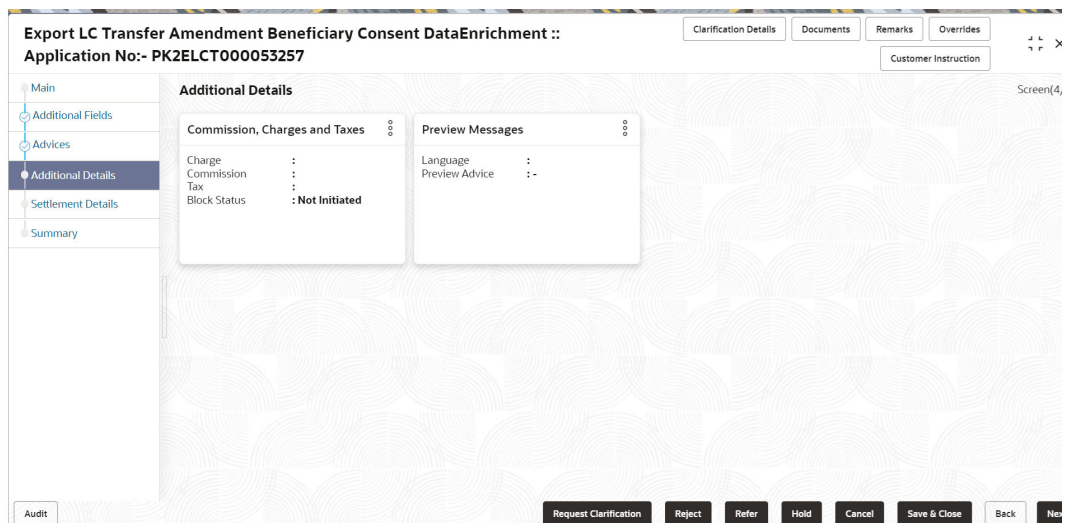 Export LC Transfer Amendment Beneficiary Consent DataEnrichment ::
Application No:- PK2ELCT000053257
Clarification Details
Documents
Remarks
Overrides
Customer Instruction
Main
Additional Fields
Advices
Additional Details
Settlement Details
Summary
Additional Details
Screen(4/
Commission, Charges and Taxes
Charge :
Commission :
Tax :
Block Status : Not Initiated
Preview Messages
Language :
Preview Advice : -
Audit
Request Clarification
Reject
Refer
Hold
Cancel
Save & Close
Back